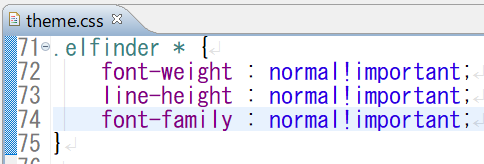 theme.css
71 .elfinder * {
72 font-weight : normal!important;
73 line-height : normal!important;
74 font-family : normal!important;
75 }